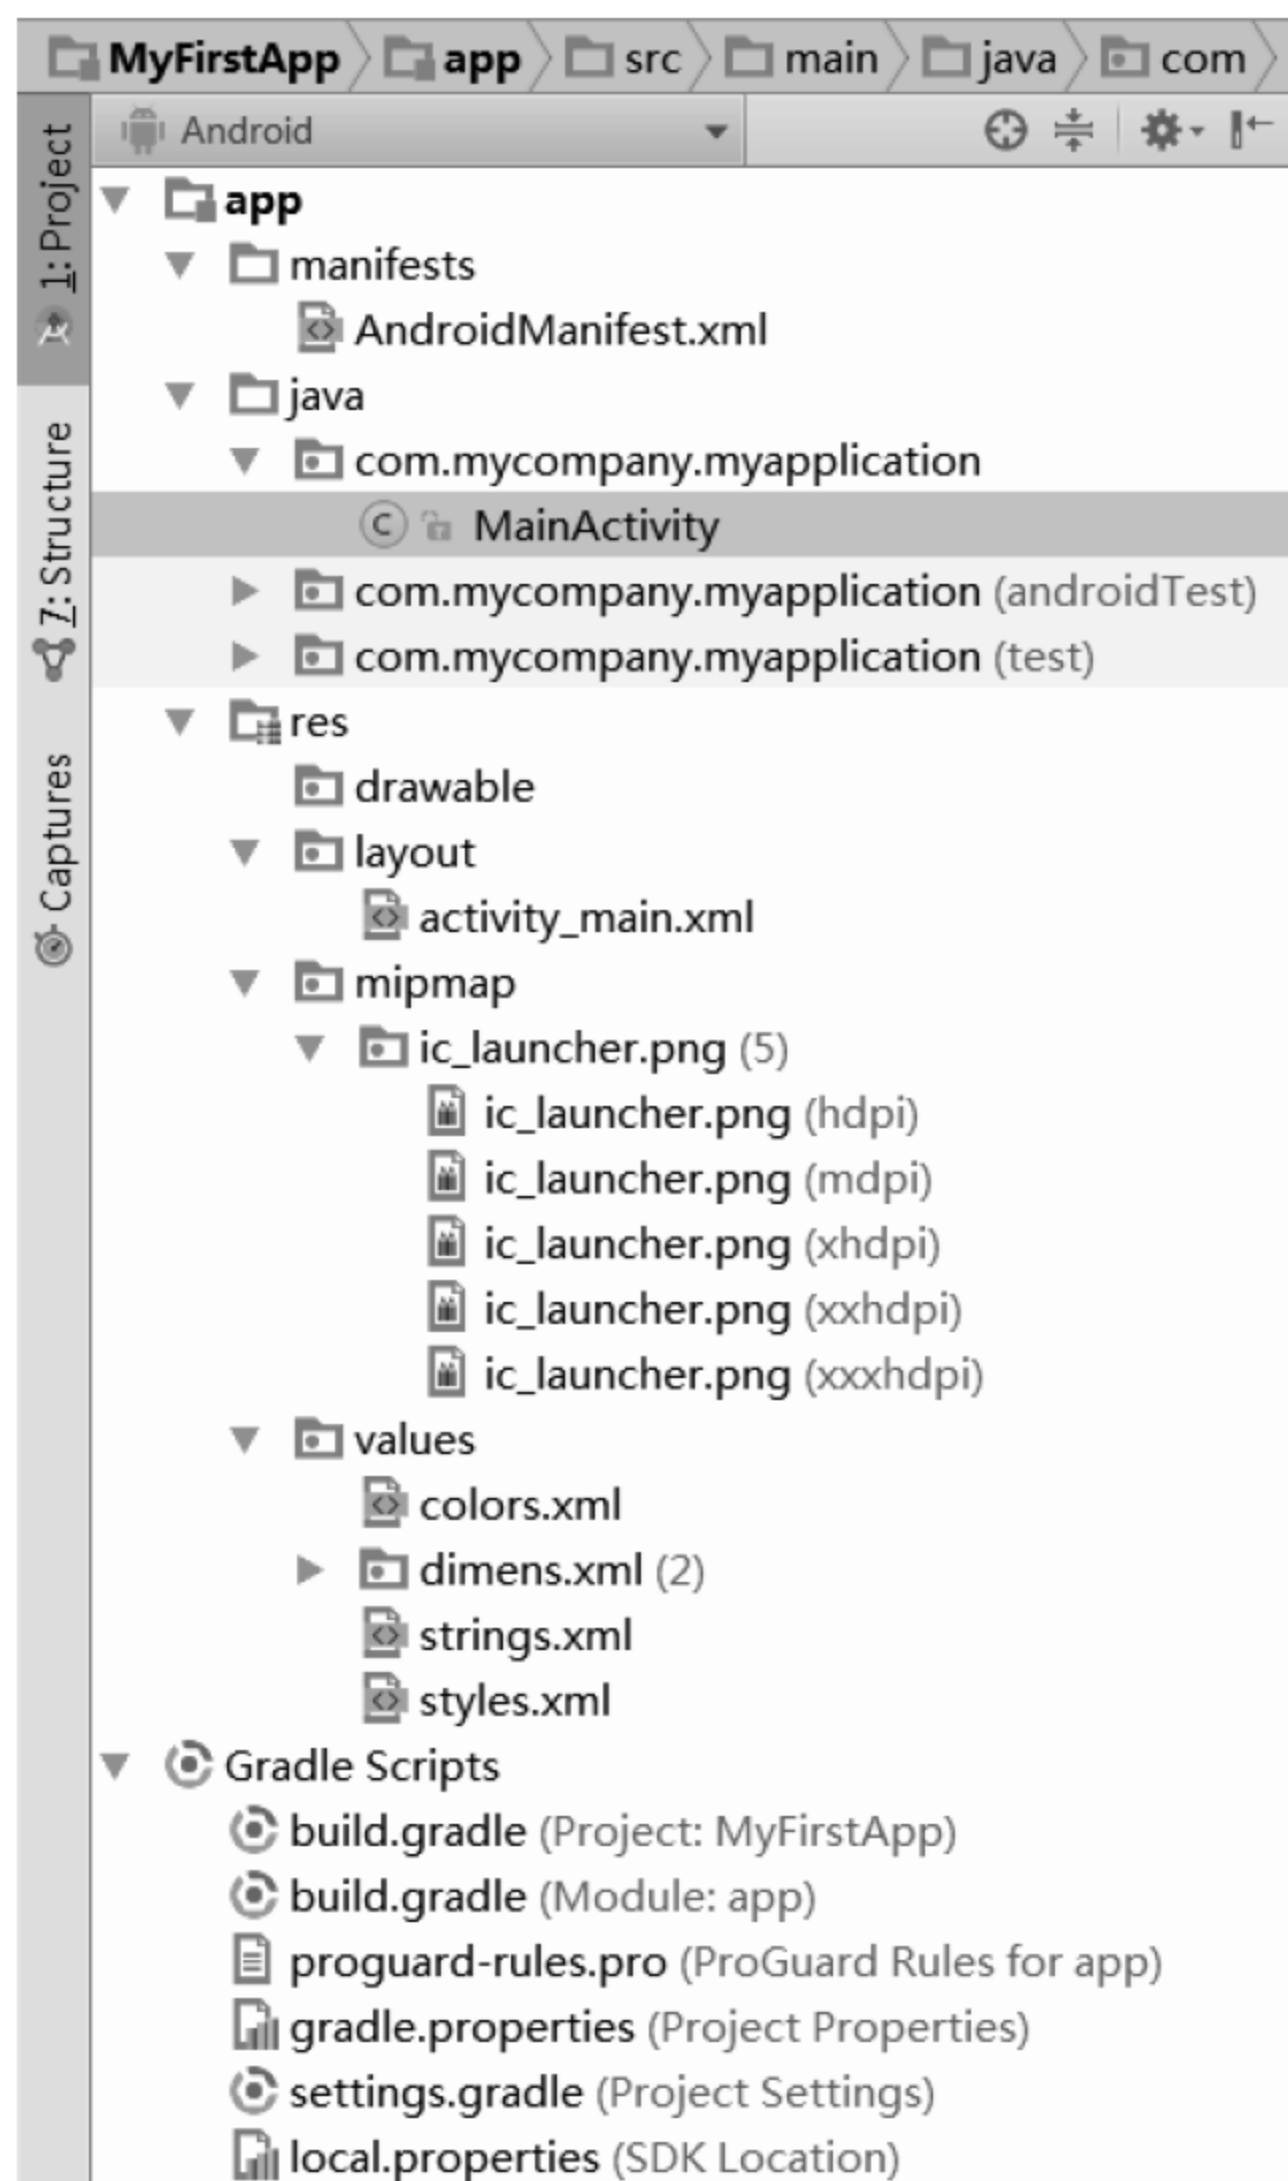 MyFirstApp app src main java com
Android
1: Project
7: Structure
Captures
app
manifests
AndroidManifest.xml
java
com.mycompany.myapplication
MainActivity
com.mycompany.myapplication (androidTest)
com.mycompany.myapplication (test)
res
drawable
layout
activity_main.xml
mipmap
ic_launcher.png (5)
ic_launcher.png (hdpi)
ic_launcher.png (mdpi)
ic_launcher.png (xhdpi)
ic_launcher.png (xxhdpi)
ic_launcher.png (xxxhdpi)
values
colors.xml
dimens.xml (2)
strings.xml
styles.xml
Gradle Scripts
build.gradle (Project: MyFirstApp)
build.gradle (Module: app)
proguard-rules.pro (ProGuard Rules for app)
gradle.properties (Project Properties)
settings.gradle (Project Settings)
local.properties (SDK Location)